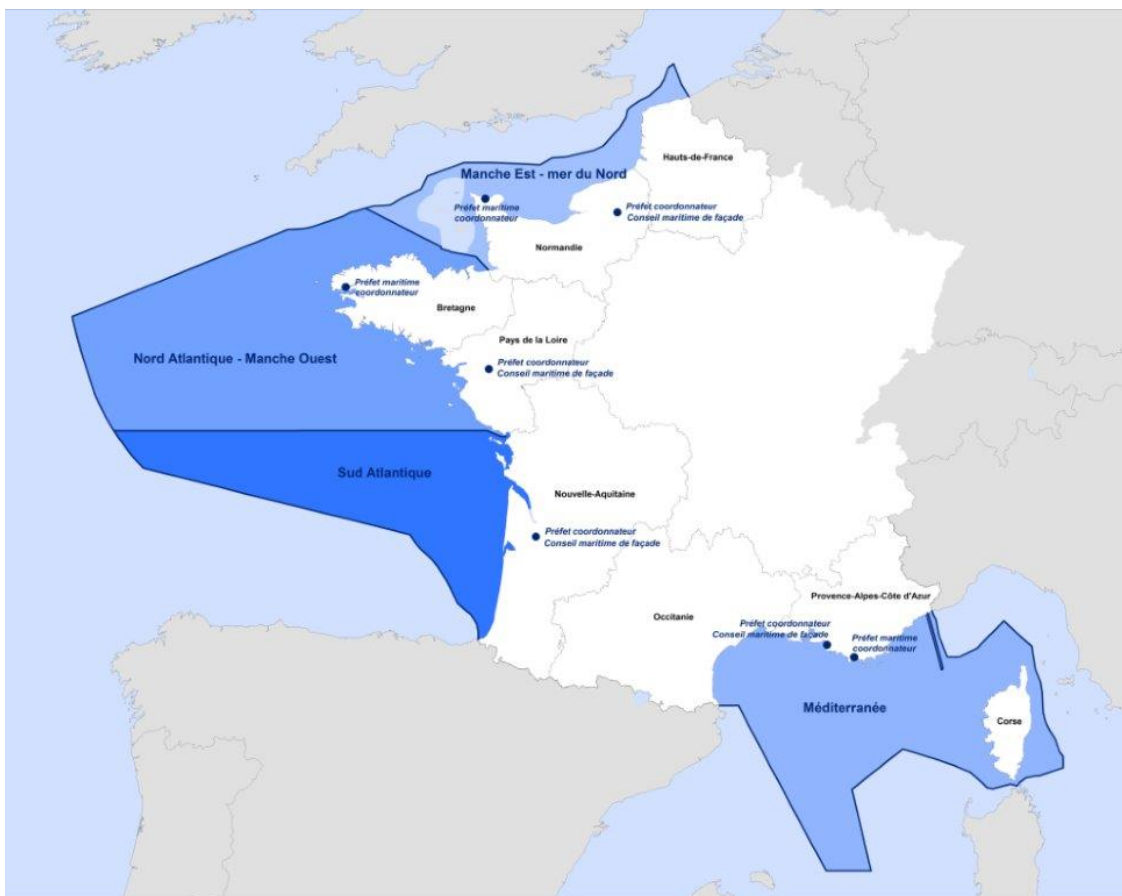 Hauts-de-France
Manche Est - mer du Nord
Préfet maritime
coordonnateur
Préfet coordonnateur
Conseil maritime de façade
Normandie
Préfet maritime
coordonnateur
Bretagne
Pays de la Loire
Nord Atlantique - Manche Ouest
Préfet coordonnateur
Conseil maritime de façade
Sud Atlantique
Nouvelle-Aquitaine
Préfet coordonnateur
Conseil maritime de façade
Provence-Alpes-Côte d'Azur
Occitanie
Préfet coordonnateur
Conseil maritime de façade
Préfet maritime
coordonnateur
Méditerranée
Corse